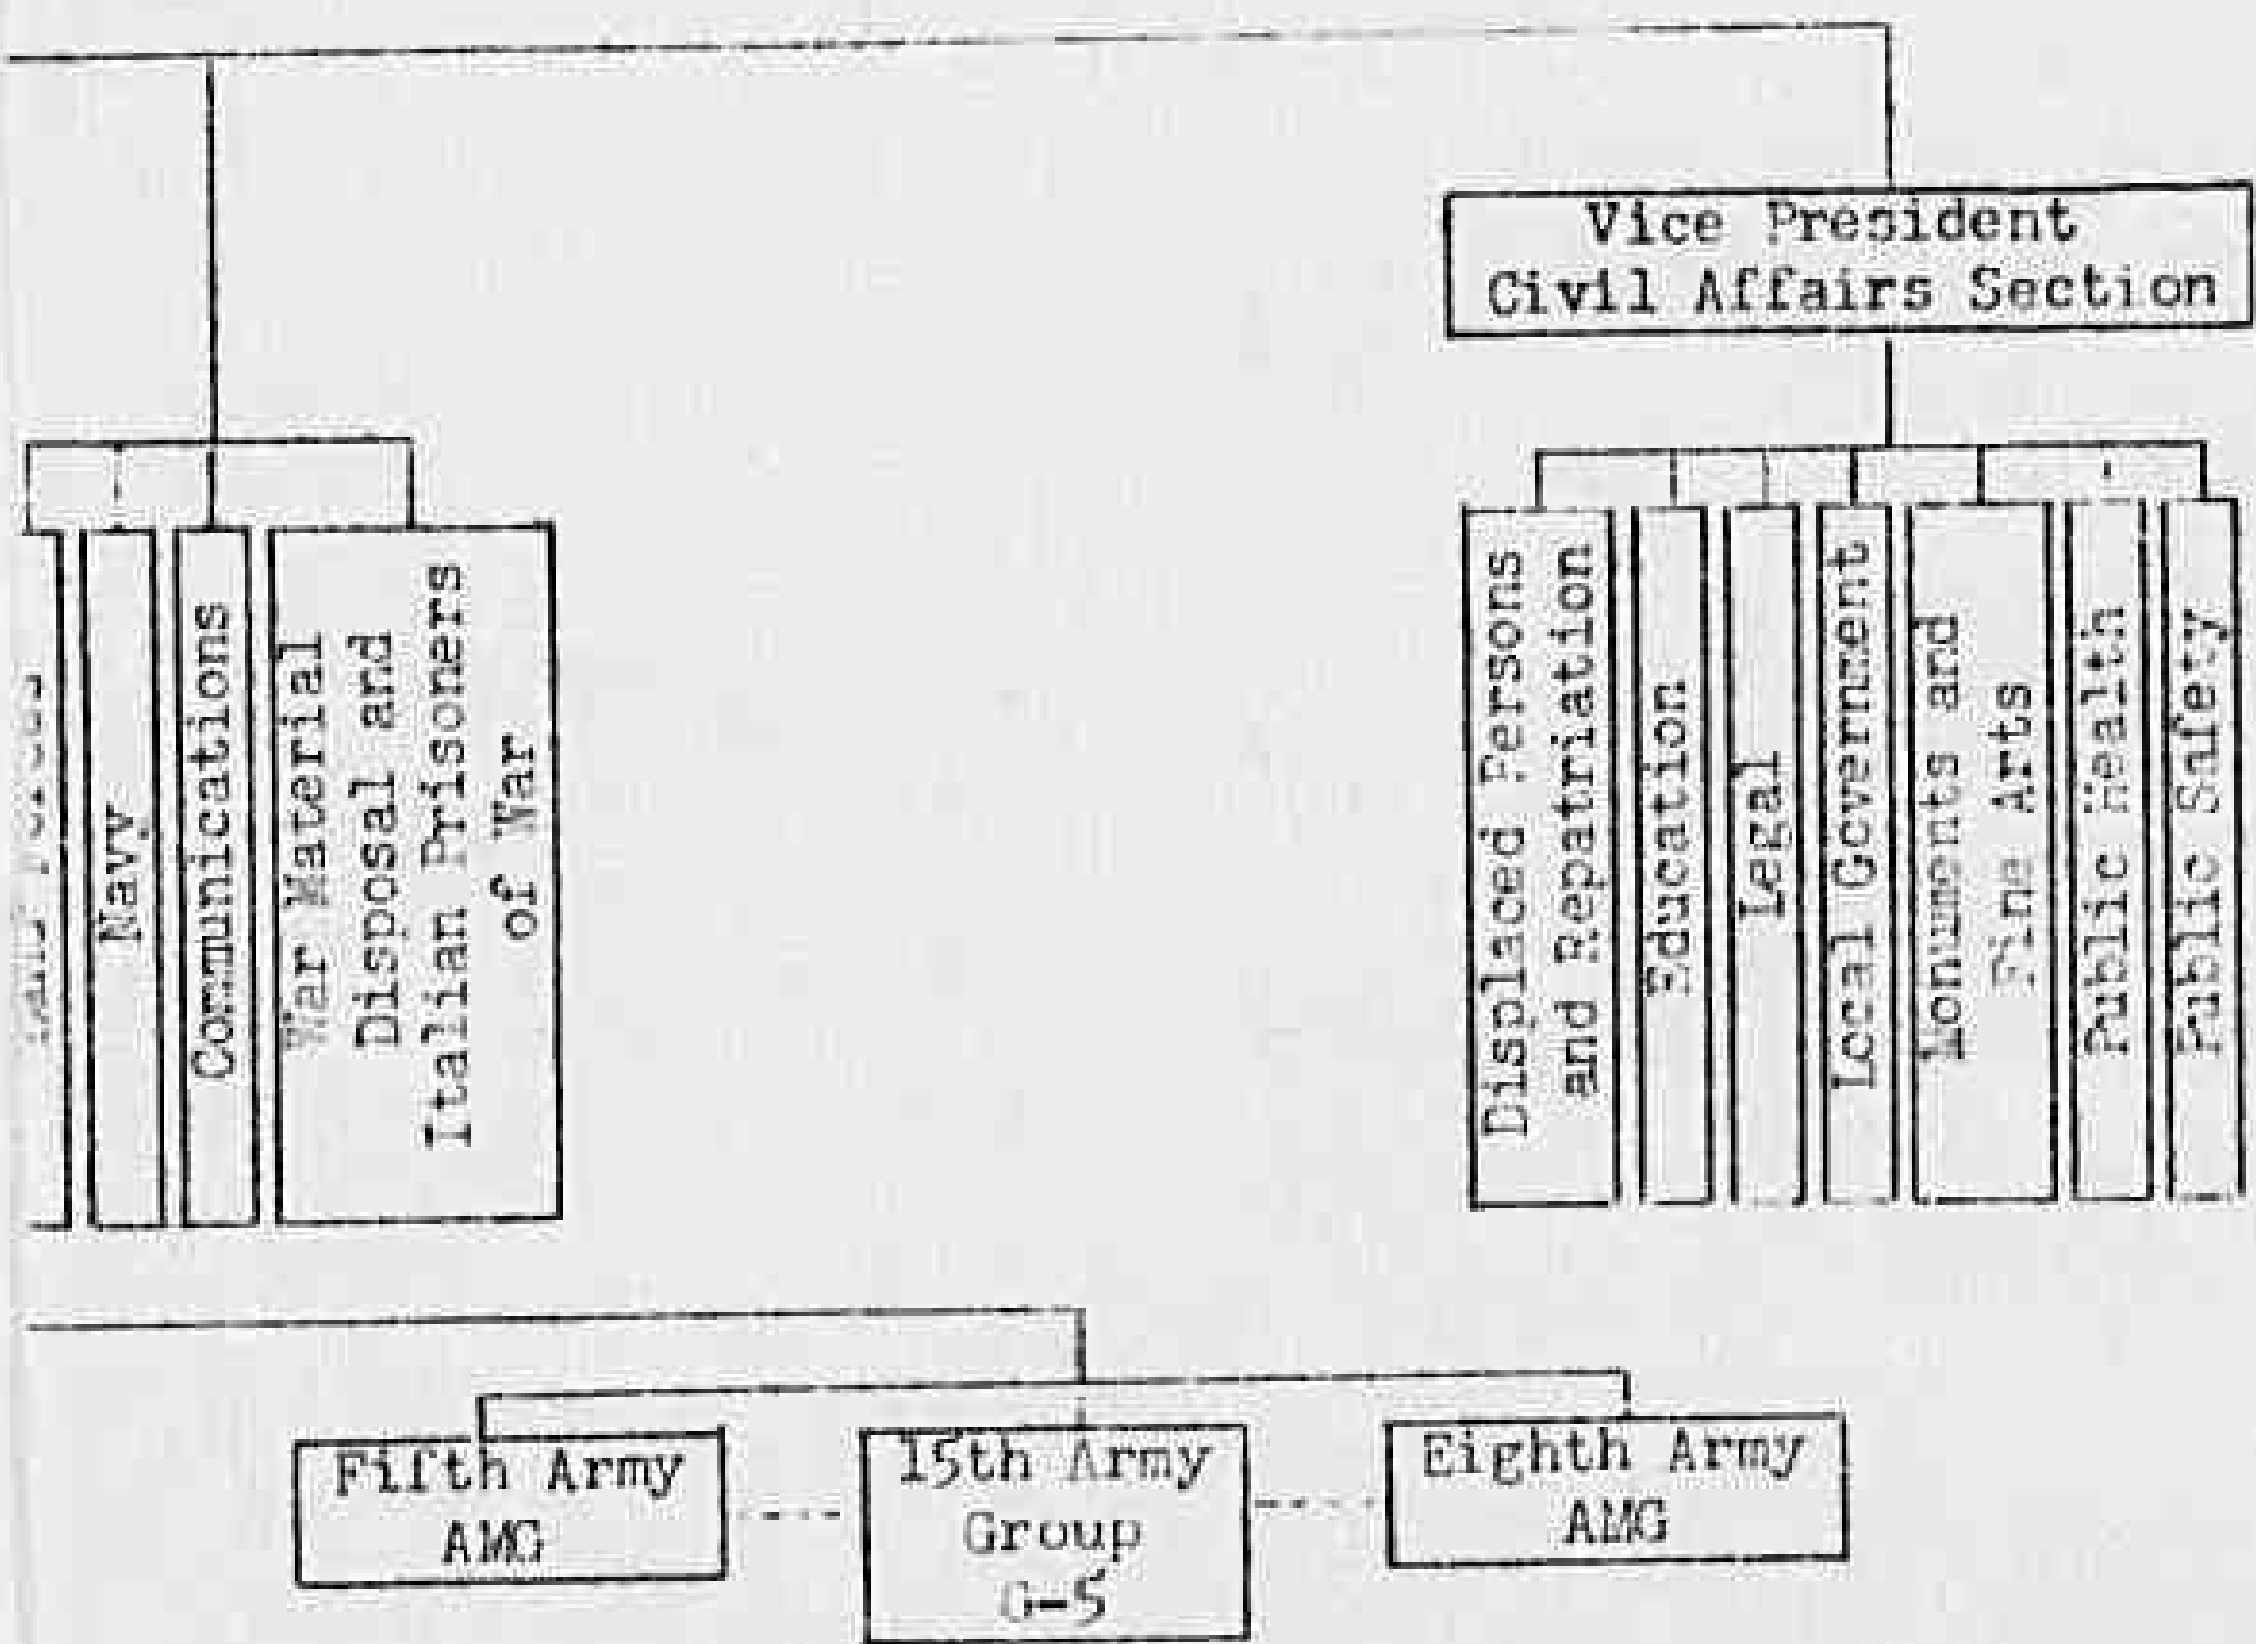 Vice President
Civil Affairs Section
Navy
Communications
War Material
Disposal and
Italian Prisoners
of War
Displaced Persons
and Repatriation
Education
Legal
Local Government
Monuments and
Fine Arts
Public Health
Public Safety
Fifth Army
AMG
15th Army
Group
G-5
Eighth Army
AMG